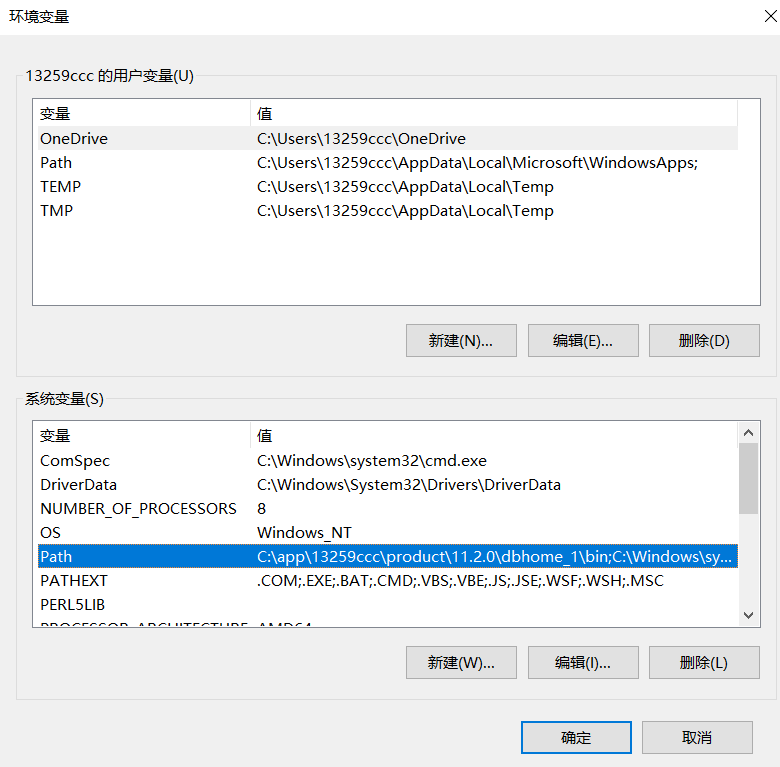 环境变量
13259ccc 的用户变量(U)
变量 值
OneDrive C:\Users\13259ccc\OneDrive
Path C:\Users\13259ccc\AppData\Local\Microsoft\WindowsApps;
TEMP C:\Users\13259ccc\AppData\Local\Temp
TMP C:\Users\13259ccc\AppData\Local\Temp
新建(N)... 编辑(E)... 删除(D)
系统变量(S)
变量 值
ComSpec C:\Windows\system32\cmd.exe
DriverData C:\Windows\System32\Drivers\DriverData
NUMBER_OF_PROCESSORS 8
OS Windows_NT
Path C:\app\13259ccc\product\11.2.0\dbhome_1\bin;C:\Windows\sy...
PATHEXT .COM;.EXE;.BAT;.CMD;.VBS;.VBE;.JS;.JSE;.WSF;.WSH;.MSC
PERL5LIB
PROCESSOR_ARCHITECTURE AMD64
新建(W)... 编辑(I)... 删除(L)
确定 取消